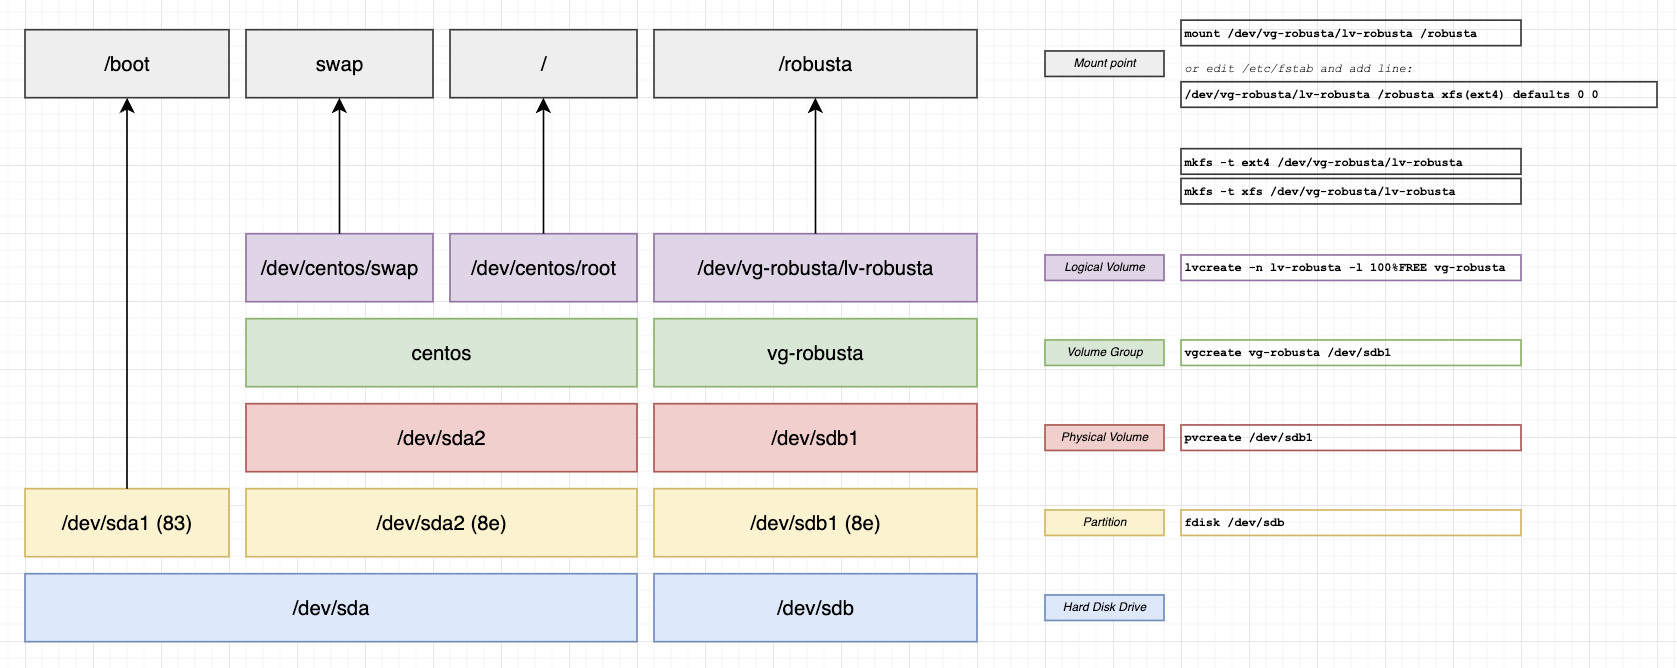 /boot
swap
/
/robusta
Mount point
mount /dev/vg-robusta/lv-robusta /robusta
or edit /etc/fstab and add line:
/dev/vg-robusta/lv-robusta /robusta xfs(ext4) defaults 0 0
mkfs -t ext4 /dev/vg-robusta/lv-robusta
mkfs -t xfs /dev/vg-robusta/lv-robusta
/dev/centos/swap
/dev/centos/root
/dev/vg-robusta/lv-robusta
Logical Volume
lvcreate -n lv-robusta -l 100%FREE vg-robusta
centos
vg-robusta
Volume Group
vgcreate vg-robusta /dev/sdb1
/dev/sda2
/dev/sdb1
Physical Volume
pvcreate /dev/sdb1
/dev/sda1 (83)
/dev/sda2 (8e)
/dev/sdb1 (8e)
Partition
fdisk /dev/sdb
/dev/sda
/dev/sdb
Hard Disk Drive